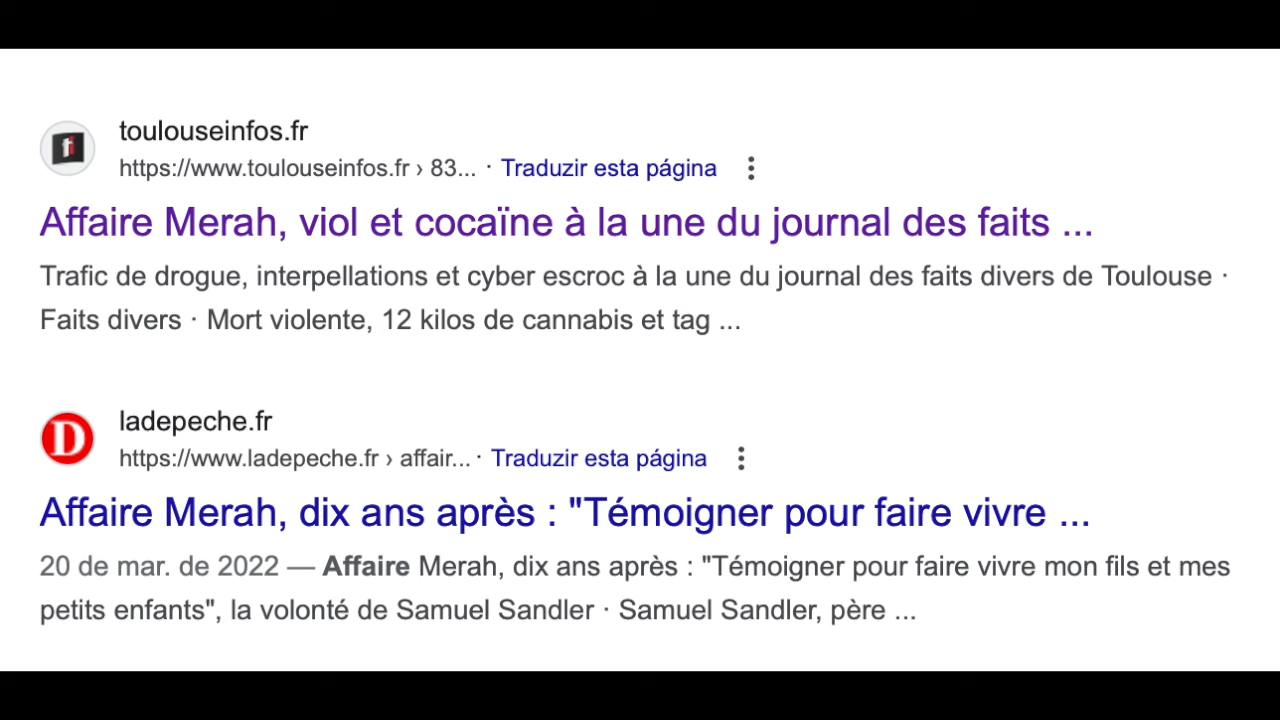 toulouseinfos.fr
https://www.toulouseinfos.fr › 83... · Traduzir esta página
Affaire Merah, viol et cocaïne à la une du journal des faits ...
Trafic de drogue, interpellations et cyber escroc à la une du journal des faits divers de Toulouse ·
Faits divers · Mort violente, 12 kilos de cannabis et tag ...
ladepeche.fr
https://www.ladepeche.fr › affair... · Traduzir esta página
Affaire Merah, dix ans après : "Témoigner pour faire vivre ...
20 de mar. de 2022 — Affaire Merah, dix ans après : "Témoigner pour faire vivre mon fils et mes
petits enfants", la volonté de Samuel Sandler · Samuel Sandler, père ...